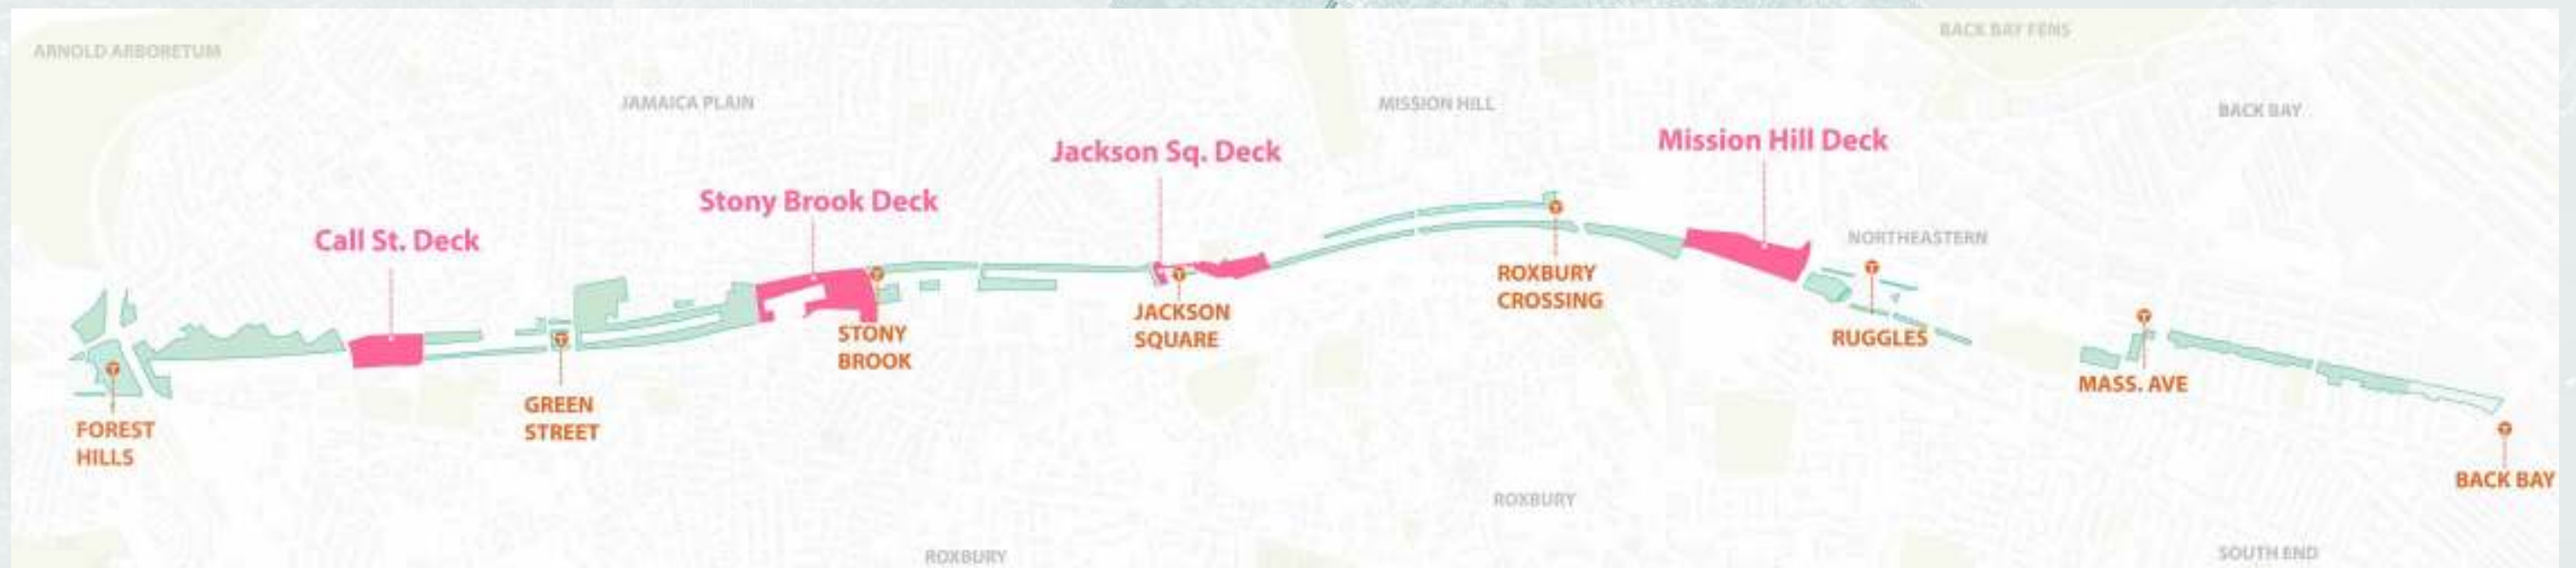 ARNOLD ARBORETUM
BACK BAY FENS
JAMAICA PLAIN
MISSION HILL
BACK BAY
Mission Hill Deck
Jackson Sq. Deck
Stony Brook Deck
Call St. Deck
NORTHEASTERN
ROXBURY
CROSSING
JACKSON
SQUARE
STONY
BROOK
RUGGLES
MASS. AVE
GREEN
STREET
FOREST
HILLS
BACK BAY
ROXBURY
ROXBURY
SOUTH END